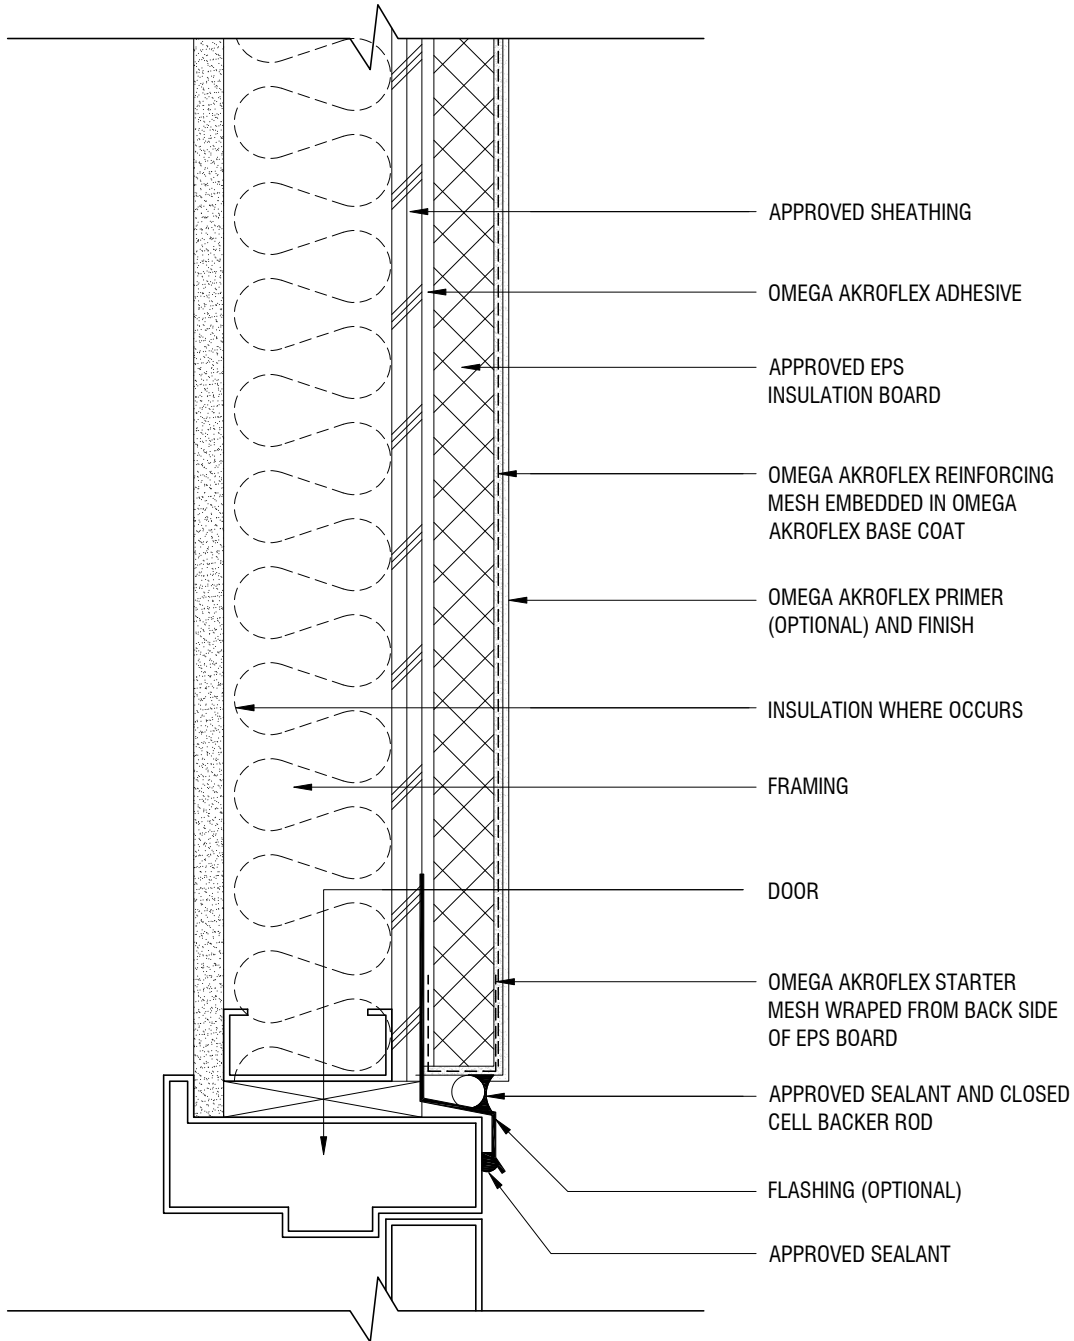 APPROVED SHEATHING
OMEGA AKROFLEX ADHESIVE
APPROVED EPS
INSULATION BOARD
OMEGA AKROFLEX REINFORCING
MESH EMBEDDED IN OMEGA
AKROFLEX BASE COAT
OMEGA AKROFLEX PRIMER
(OPTIONAL) AND FINISH
INSULATION WHERE OCCURS
FRAMING
DOOR
OMEGA AKROFLEX STARTER
MESH WRAPED FROM BACK SIDE
OF EPS BOARD
APPROVED SEALANT AND CLOSED
CELL BACKER ROD
FLASHING (OPTIONAL)
APPROVED SEALANT